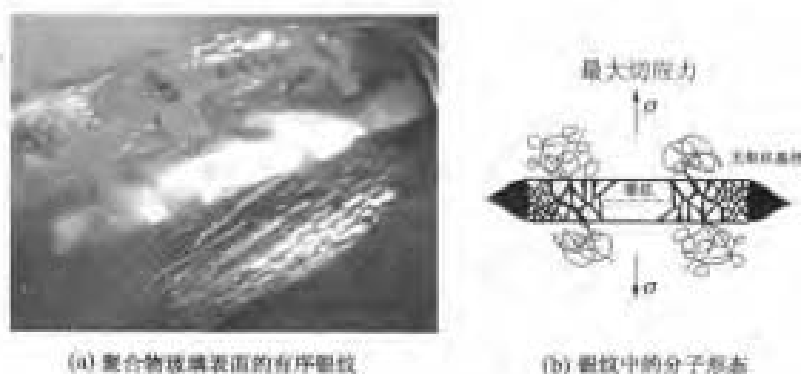 最大切应力
σ
银纹
σ
(a) 聚合物玻璃表面的有序银纹
(b) 银纹中的分子形态